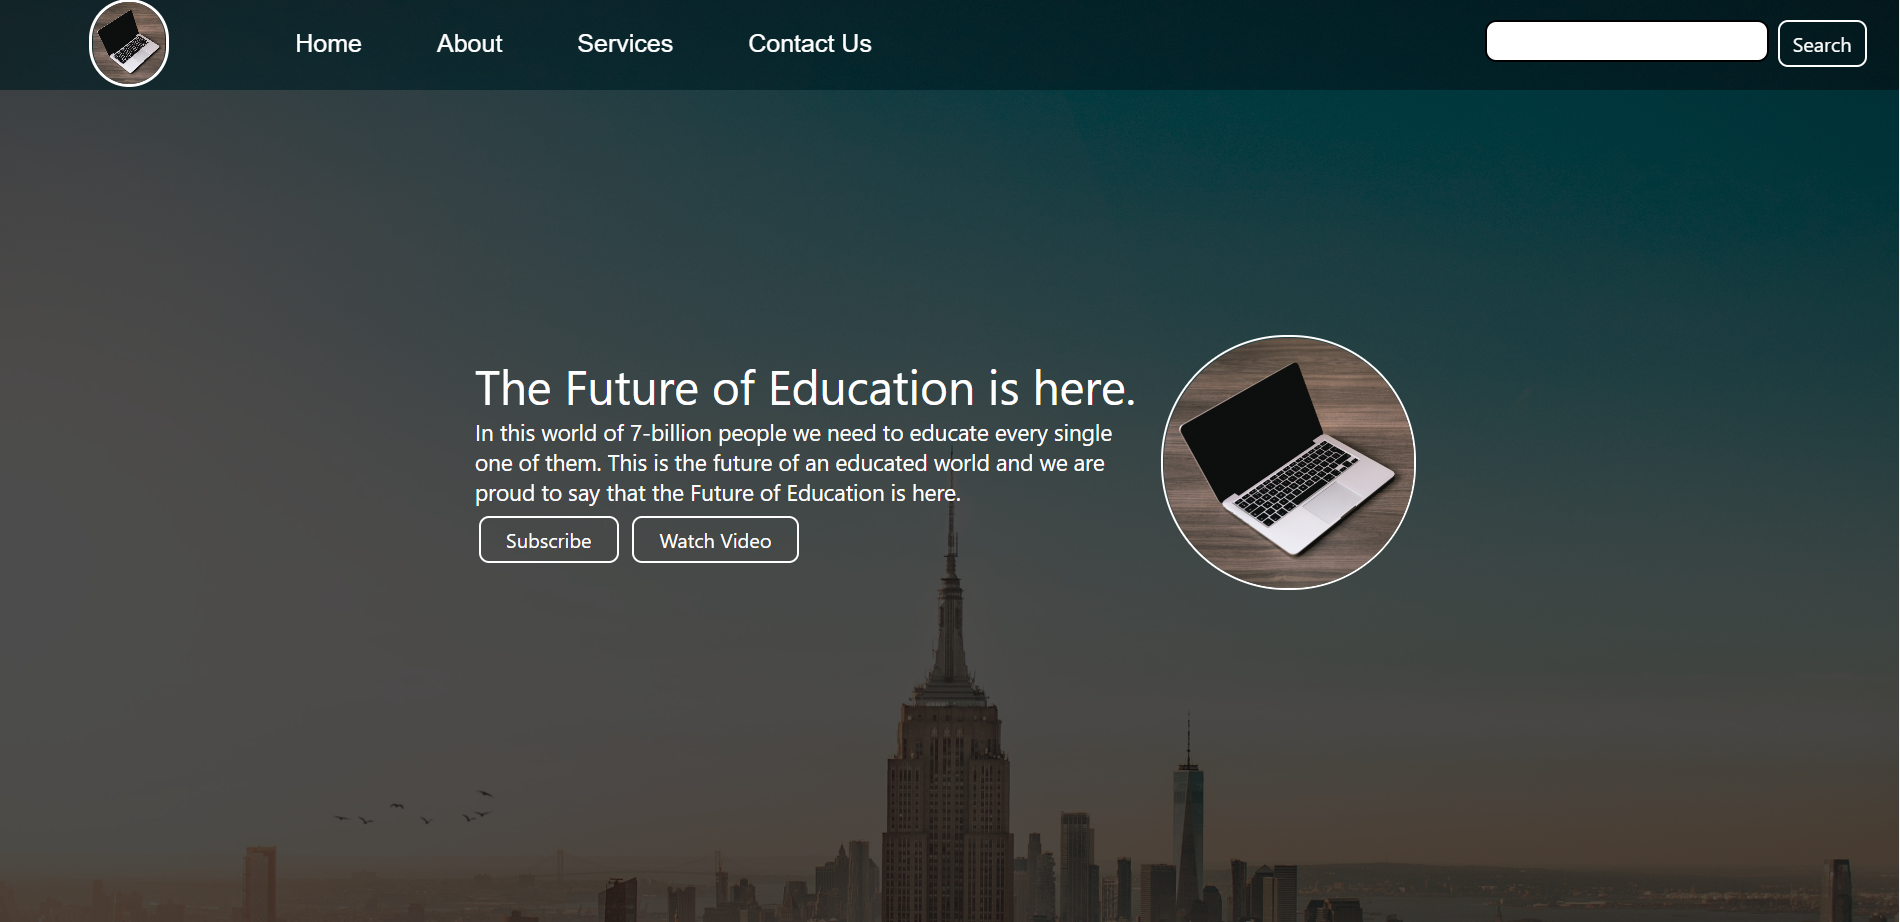 Home About Services Contact Us Search
The Future of Education is here.
In this world of 7-billion people we need to educate every single
one of them. This is the future of an educated world and we are
proud to say that the Future of Education is here.
Subscribe Watch Video